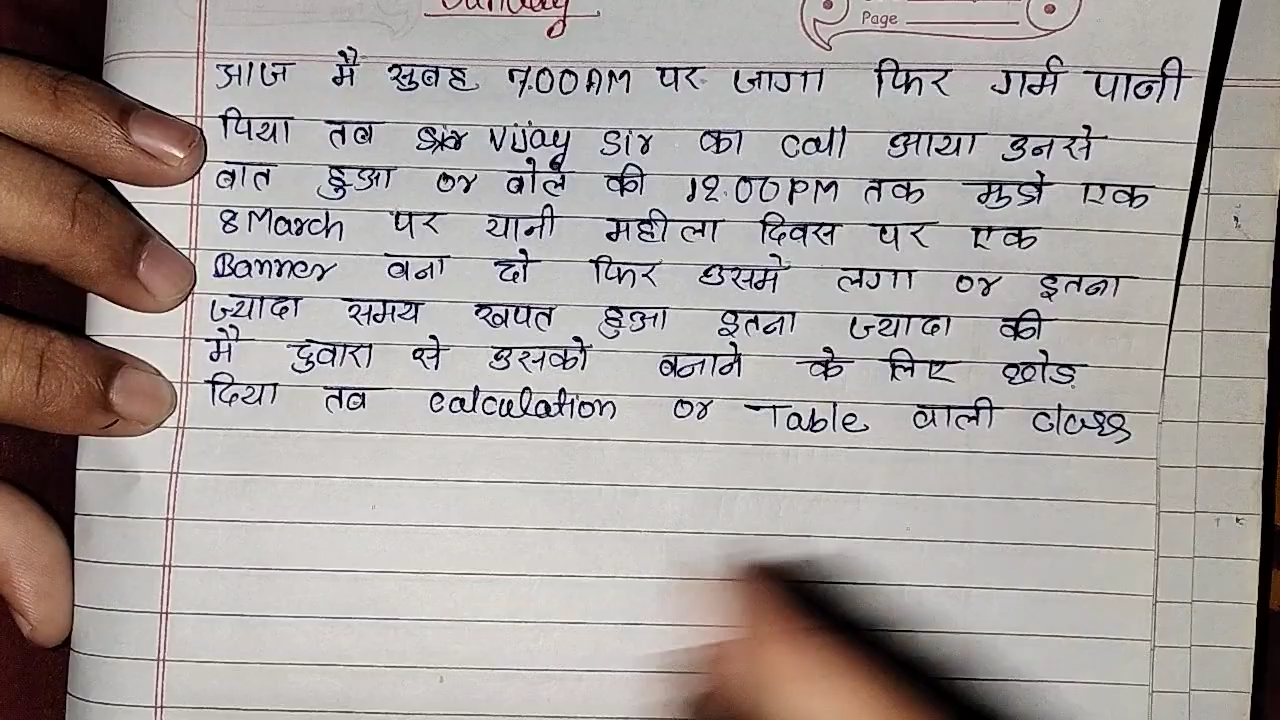 Sunday
Page
आज मै सुबह 7.00AM पर जागा फिर गर्म पानी
पिया तब Vijay sir का call आया उनसे
बात हुआ or बोले की 12.00PM तक मुझे एक
8 March पर यानी महीला दिवस पर एक
Banner बना दो फिर उसमे लगा or इतना
ज्यादा समय खपत हुआ इतना ज्यादा की
मै दुबारा से उसको बनाने के लिए छोड़
दिया तब calculation or Table वाली class